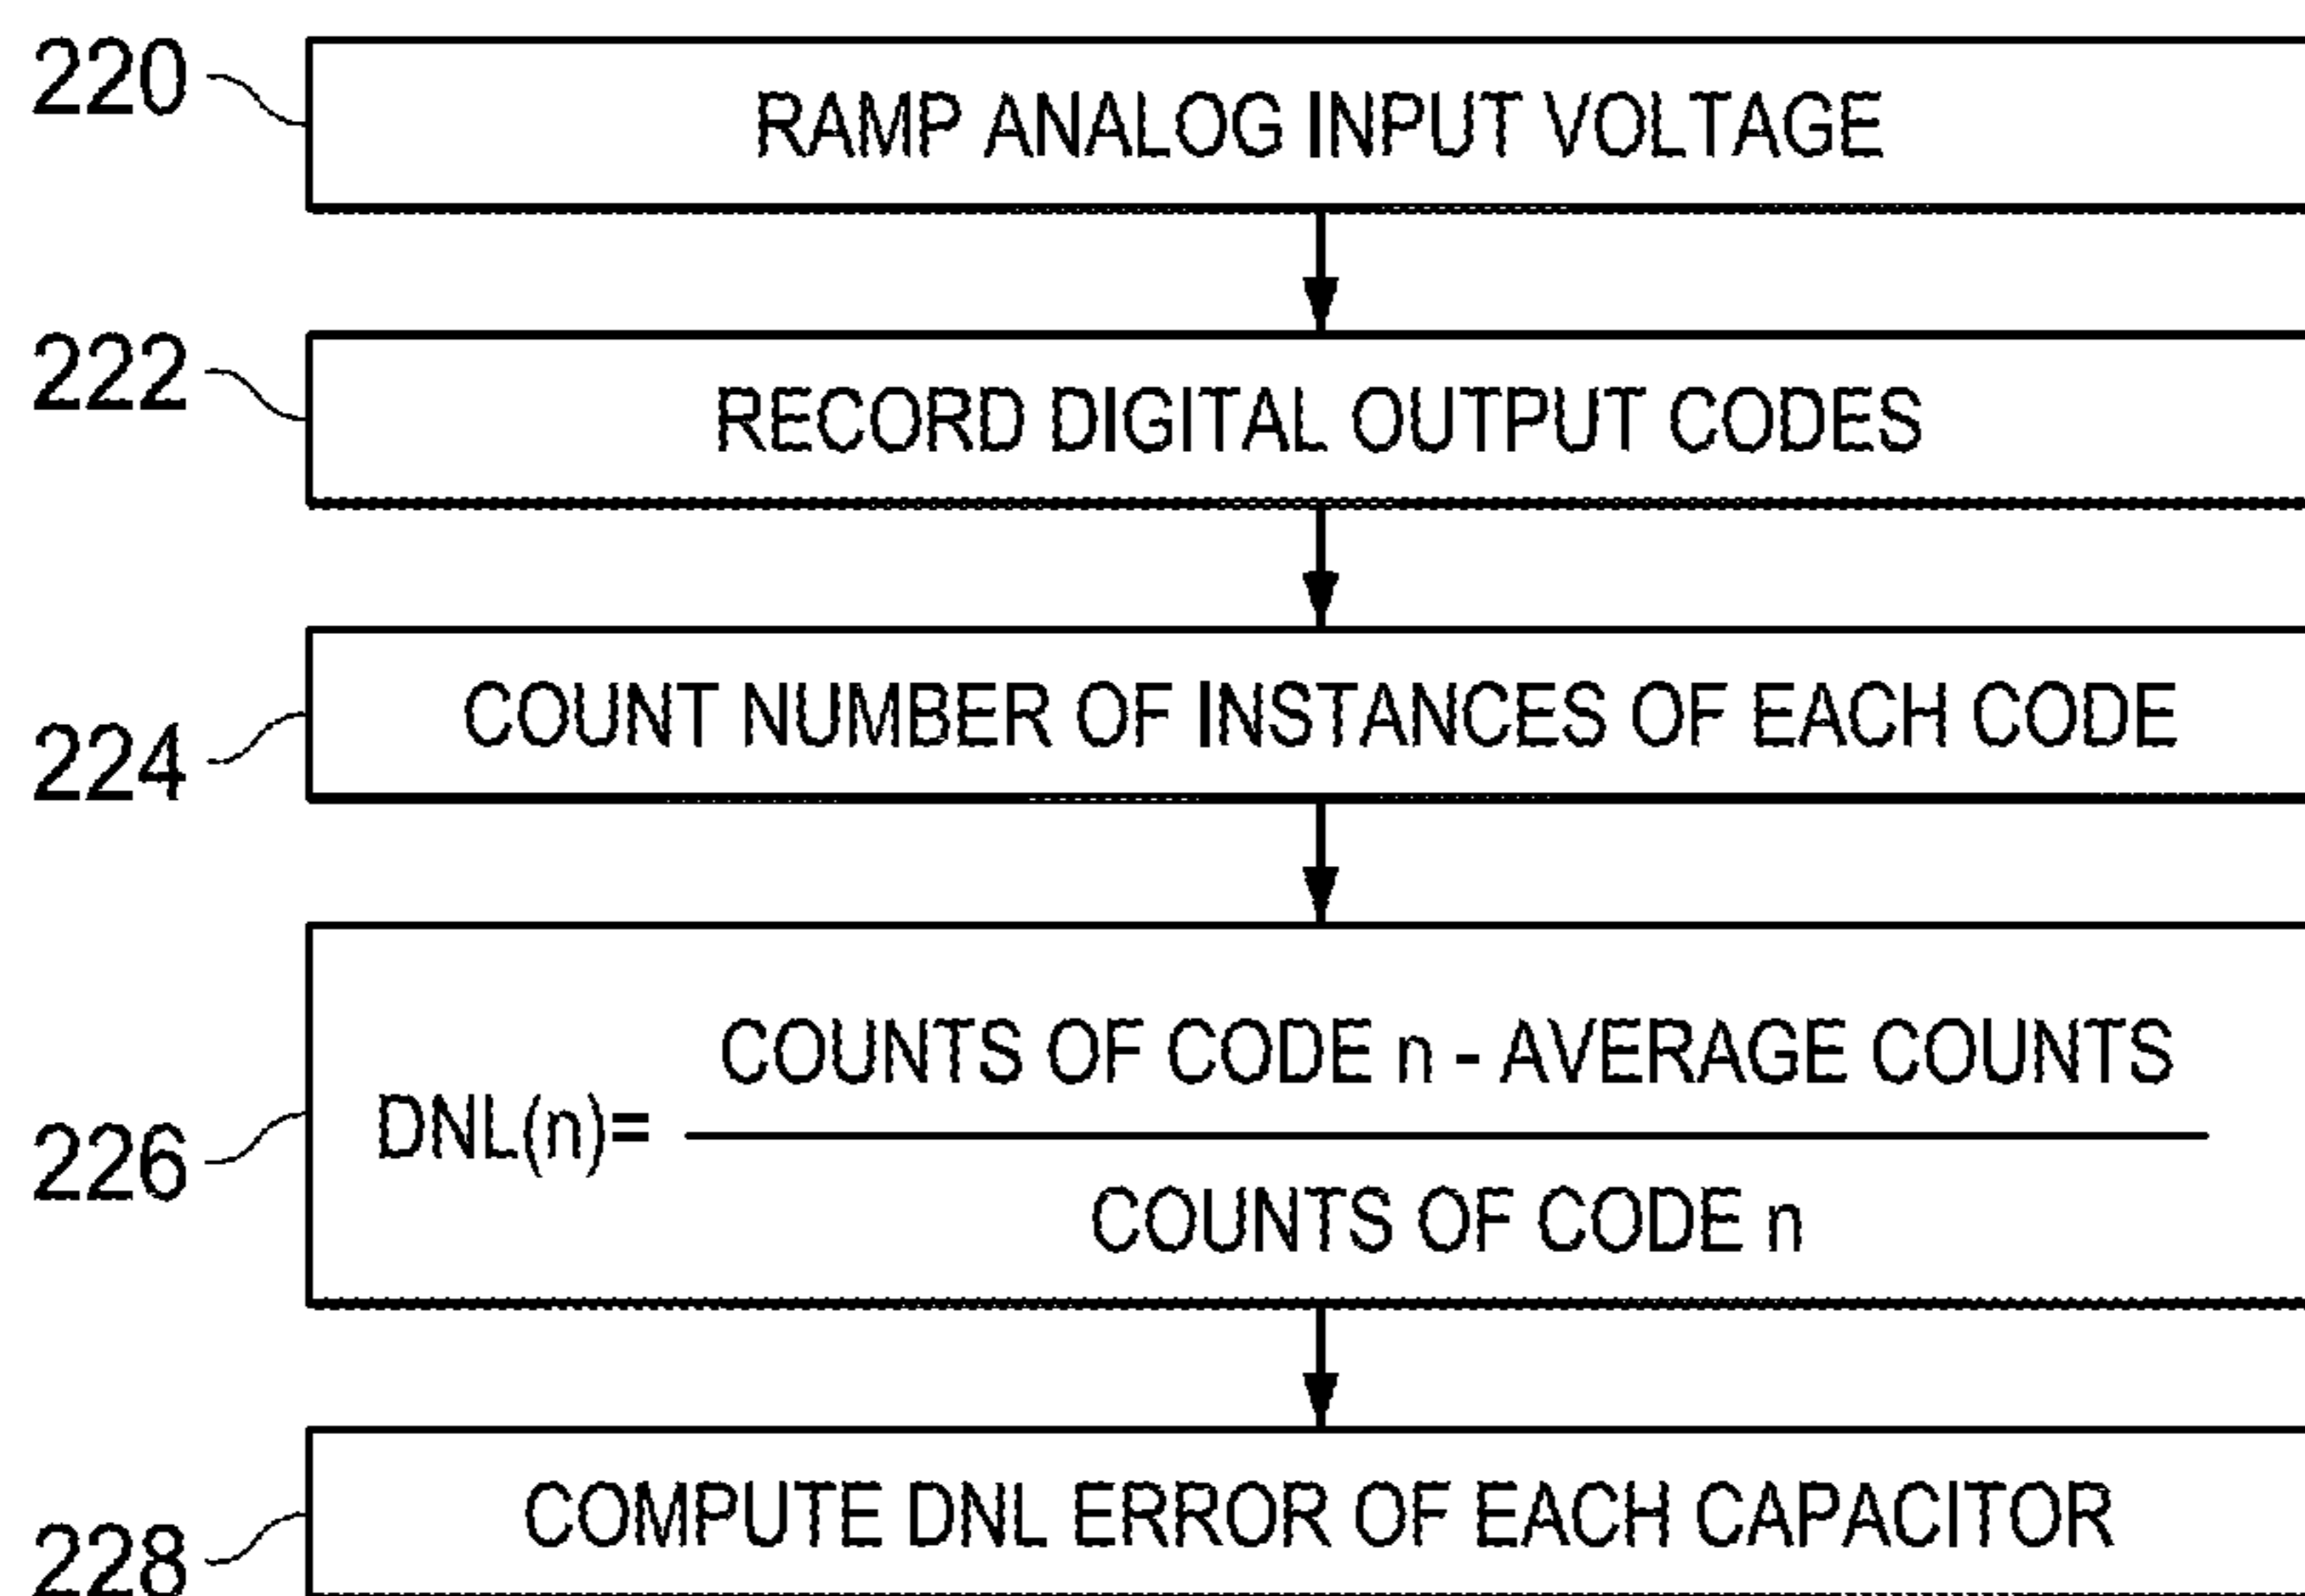 220
RAMP ANALOG INPUT VOLTAGE
222
RECORD DIGITAL OUTPUT CODES
224
COUNT NUMBER OF INSTANCES OF EACH CODE
226
DNL(n)=
COUNTS OF CODE n - AVERAGE COUNTS
COUNTS OF CODE n
228
COMPUTE DNL ERROR OF EACH CAPACITOR